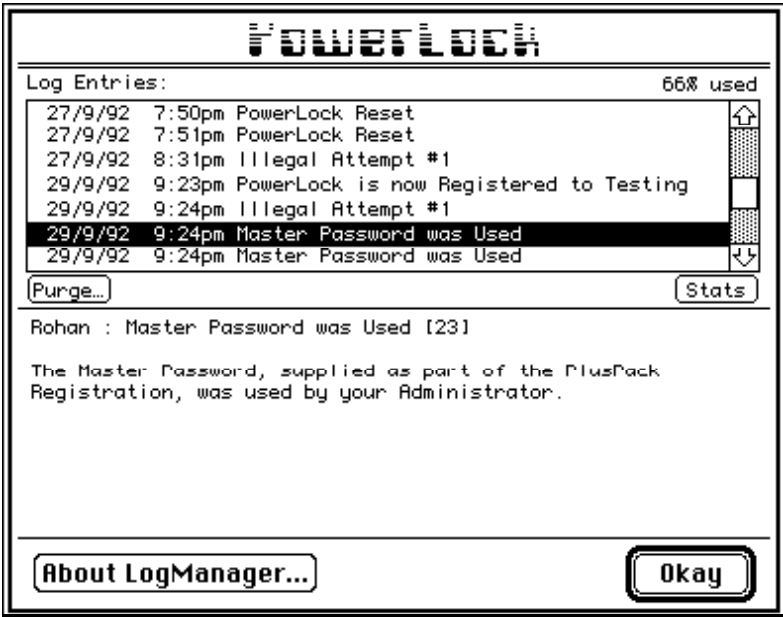 PowerLock
Log Entries: 66% used
27/9/92 7:50pm PowerLock Reset
27/9/92 7:51pm PowerLock Reset
27/9/92 8:31pm Illegal Attempt #1
29/9/92 9:23pm PowerLock is now Registered to Testing
29/9/92 9:24pm Illegal Attempt #1
29/9/92 9:24pm Master Password was Used
29/9/92 9:24pm Master Password was Used
Purge… Stats
Rohan : Master Password was Used [23]
The Master Password, supplied as part of the PlusPack
Registration, was used by your Administrator.
About LogManager... Okay